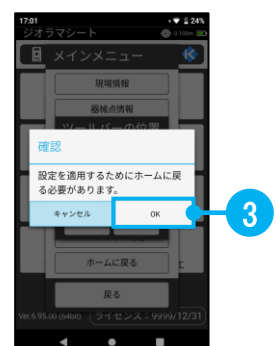 17:01
24%
ジオラマシート
0.100m
メインメニュー
現場情報
器械点情報
ツールバーの位置
確認
設定を適用するためにホームに戻
る必要があります。
キャンセル
OK
3
ホームに戻る
戻る
Ver.6.95.00 (64bit)
ライセンス：9999/12/31